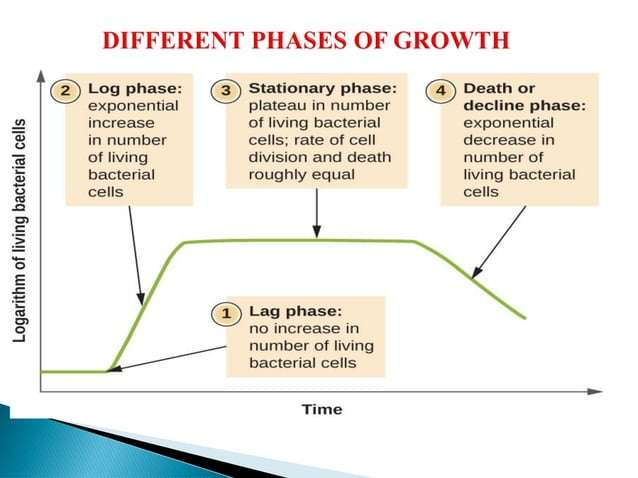 DIFFERENT PHASES OF GROWTH
2 Log phase:
exponential
increase
in number
of living
bacterial
cells
3 Stationary phase:
plateau in number
of living bacterial
cells; rate of cell
division and death
roughly equal
4 Death or
decline phase:
exponential
decrease in
number of
living bacterial
cells
Logarithm of living bacterial cells
1 Lag phase:
no increase in
number of living
bacterial cells
Time